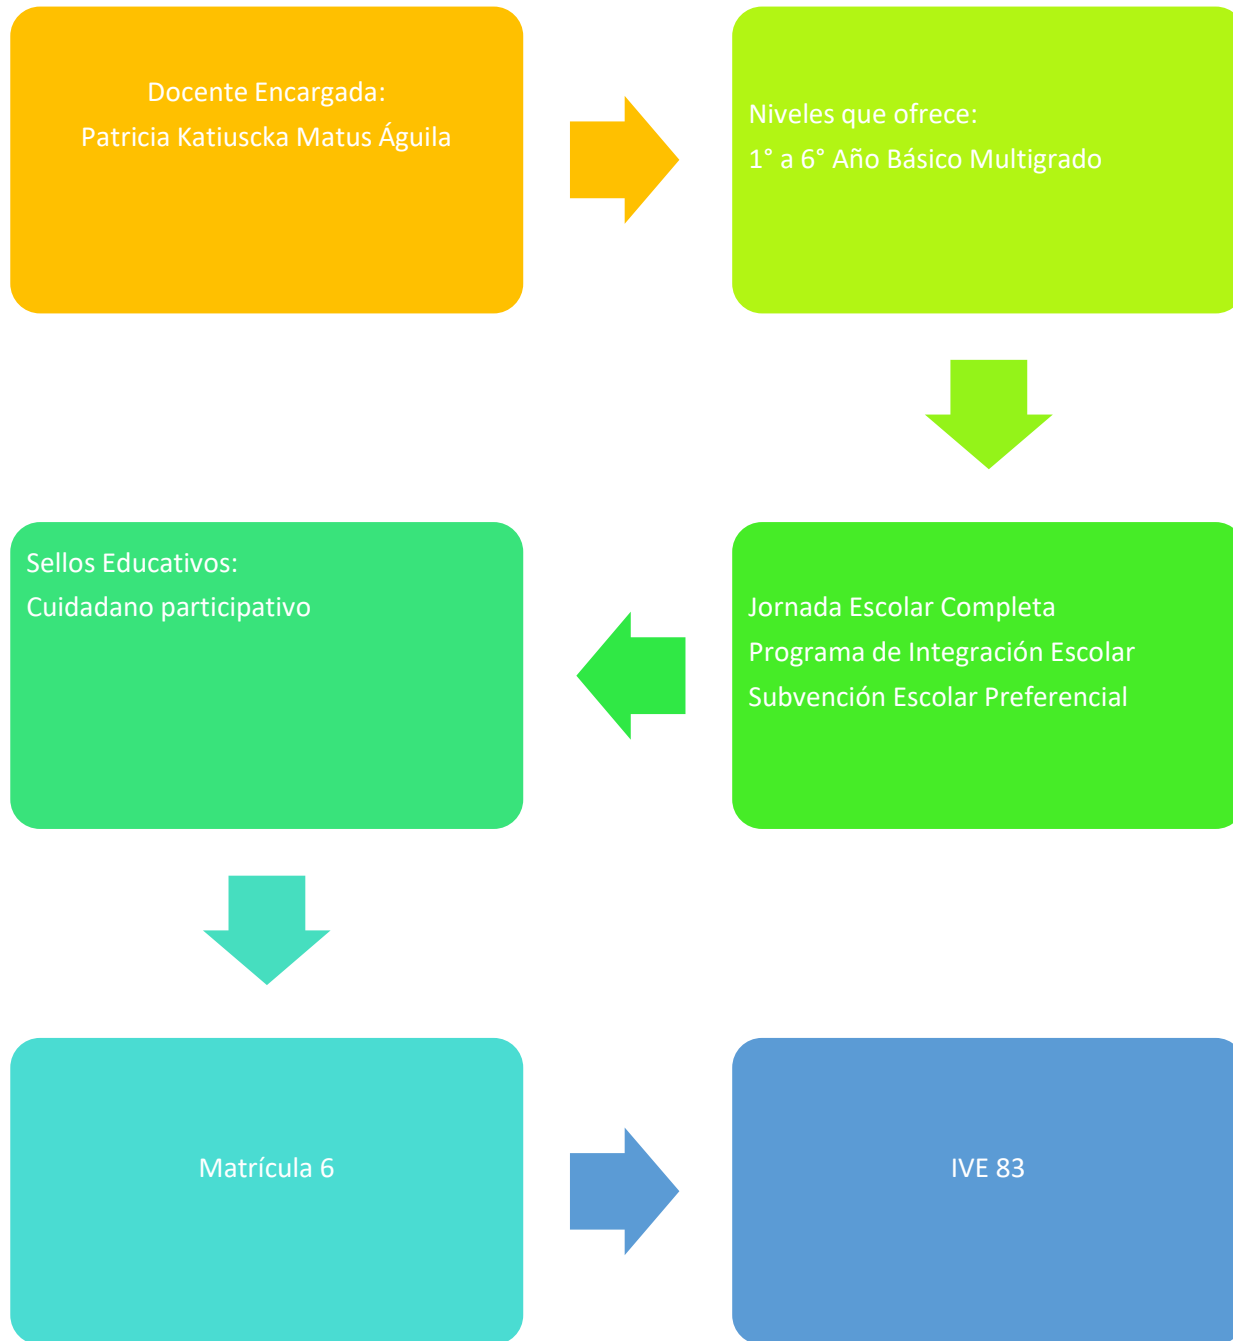 Docente Encargada:
Patricia Katiuscka Matus Águila
Niveles que ofrece:
1° a 6° Año Básico Multigrado
Jornada Escolar Completa
Programa de Integración Escolar
Subvención Escolar Preferencial
Sellos Educativos:
Cuidadano participativo
Matrícula 6
IVE 83